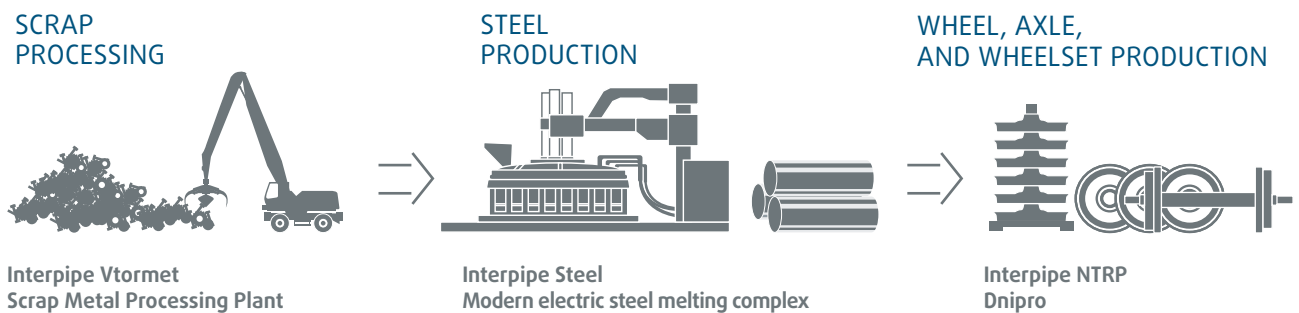 SCRAP
PROCESSING
STEEL
PRODUCTION
WHEEL, AXLE,
AND WHEELSET PRODUCTION
Interpipe Vtormet
Scrap Metal Processing Plant
Interpipe Steel
Modern electric steel melting complex
Interpipe NTRP
Dnipro